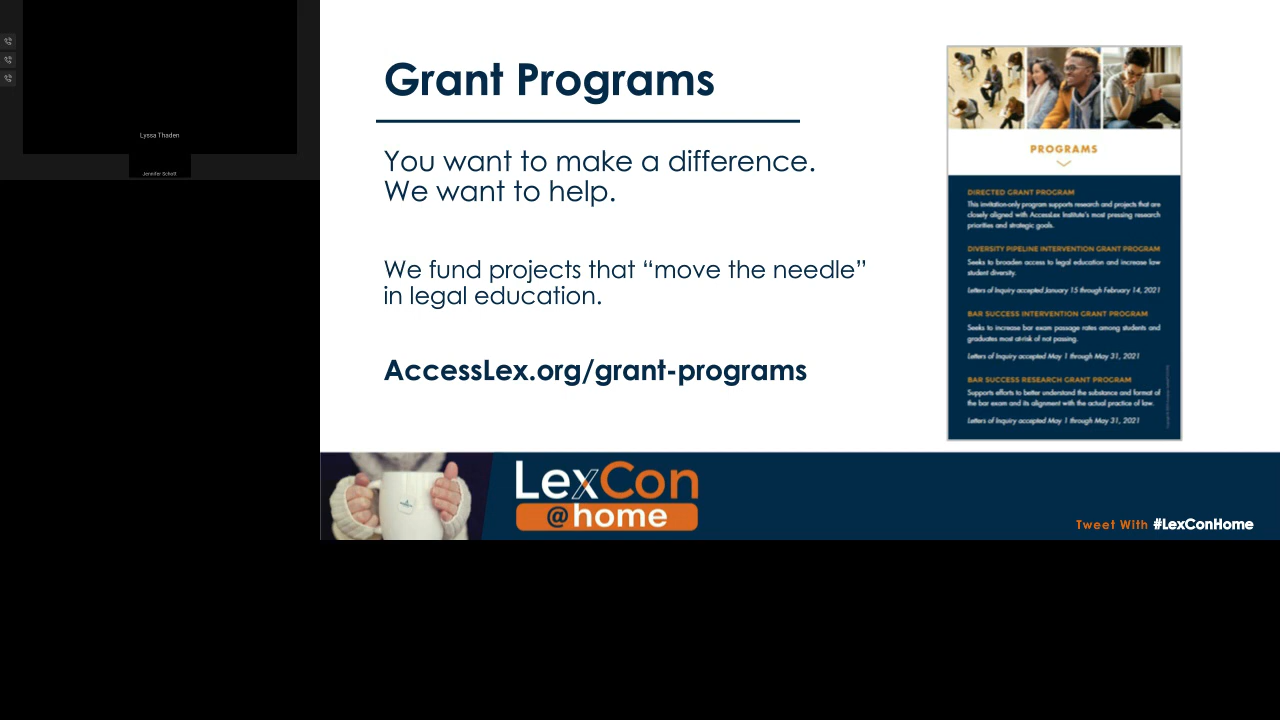 Lyssa Thaden
Jennifer Schott
Grant Programs
You want to make a difference.
We want to help.
We fund projects that “move the needle”
in legal education.
AccessLex.org/grant-programs
PROGRAMS
DIRECTED GRANT PROGRAM
This invitation-only program supports research and projects that are
closely aligned with AccessLex Institute's most pressing research
priorities and strategic goals.
DIVERSITY PIPELINE INTERVENTION GRANT PROGRAM
Seeks to broaden access to legal education and increase law
student diversity.
Letters of Inquiry accepted January 15 through February 14, 2021
BAR SUCCESS INTERVENTION GRANT PROGRAM
Seeks to increase bar exam passage rates among students and
graduates most at-risk of not passing.
Letters of Inquiry accepted May 1 through May 31, 2021
BAR SUCCESS RESEARCH GRANT PROGRAM
Supports efforts to better understand the substance and format of
the bar exam and its alignment with the actual practice of law.
Letters of Inquiry accepted May 1 through May 31, 2021
LexCon
@home
Tweet With #LexConHome